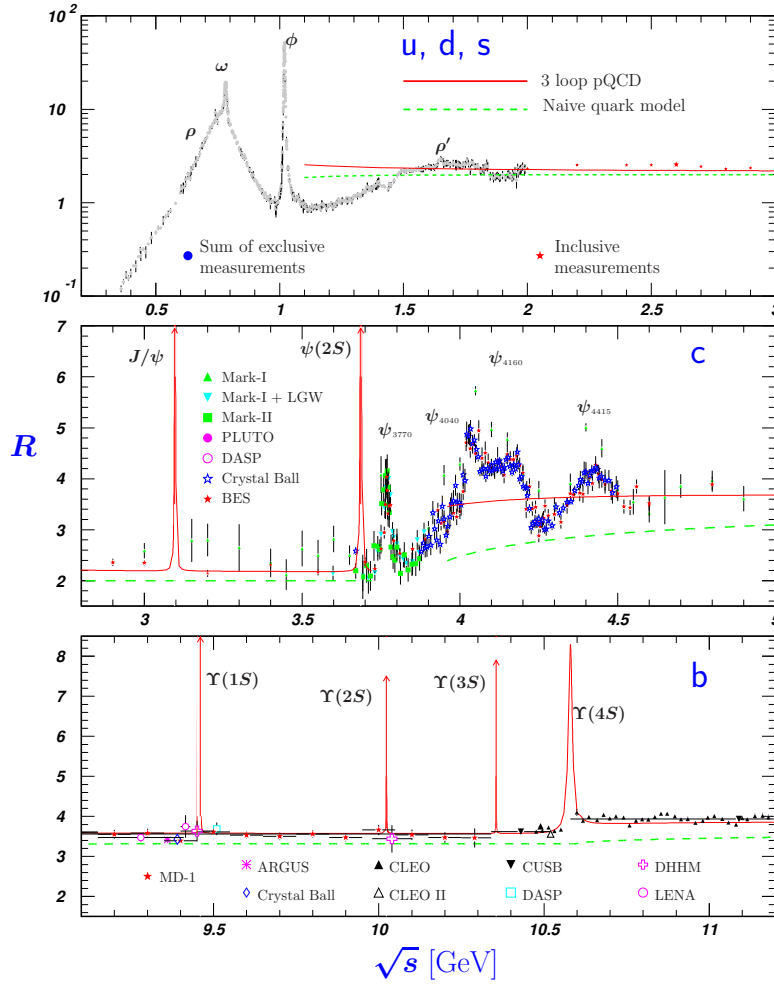 u, d, s
10 2
10
1
10 -1
ρ
ω
ϕ
ρ′
3 loop pQCD
Naive quark model
Sum of exclusive
measurements
Inclusive
measurements
0.5 1 1.5 2 2.5 3
R
7
6
5
4
3
2
J/ψ
ψ(2S)
c
Mark-I
Mark-I + LGW
Mark-II
PLUTO
DASP
Crystal Ball
BES
ψ3770
ψ4040
ψ4160
ψ4415
3 3.5 4 4.5 5
8
7
6
5
4
3
2
ϒ(1S)
ϒ(2S)
ϒ(3S)
ϒ(4S)
b
MD-1
ARGUS
Crystal Ball
CLEO
CLEO II
CUSB
DASP
DHHM
LENA
9.5 10 10.5 11
√s [GeV]